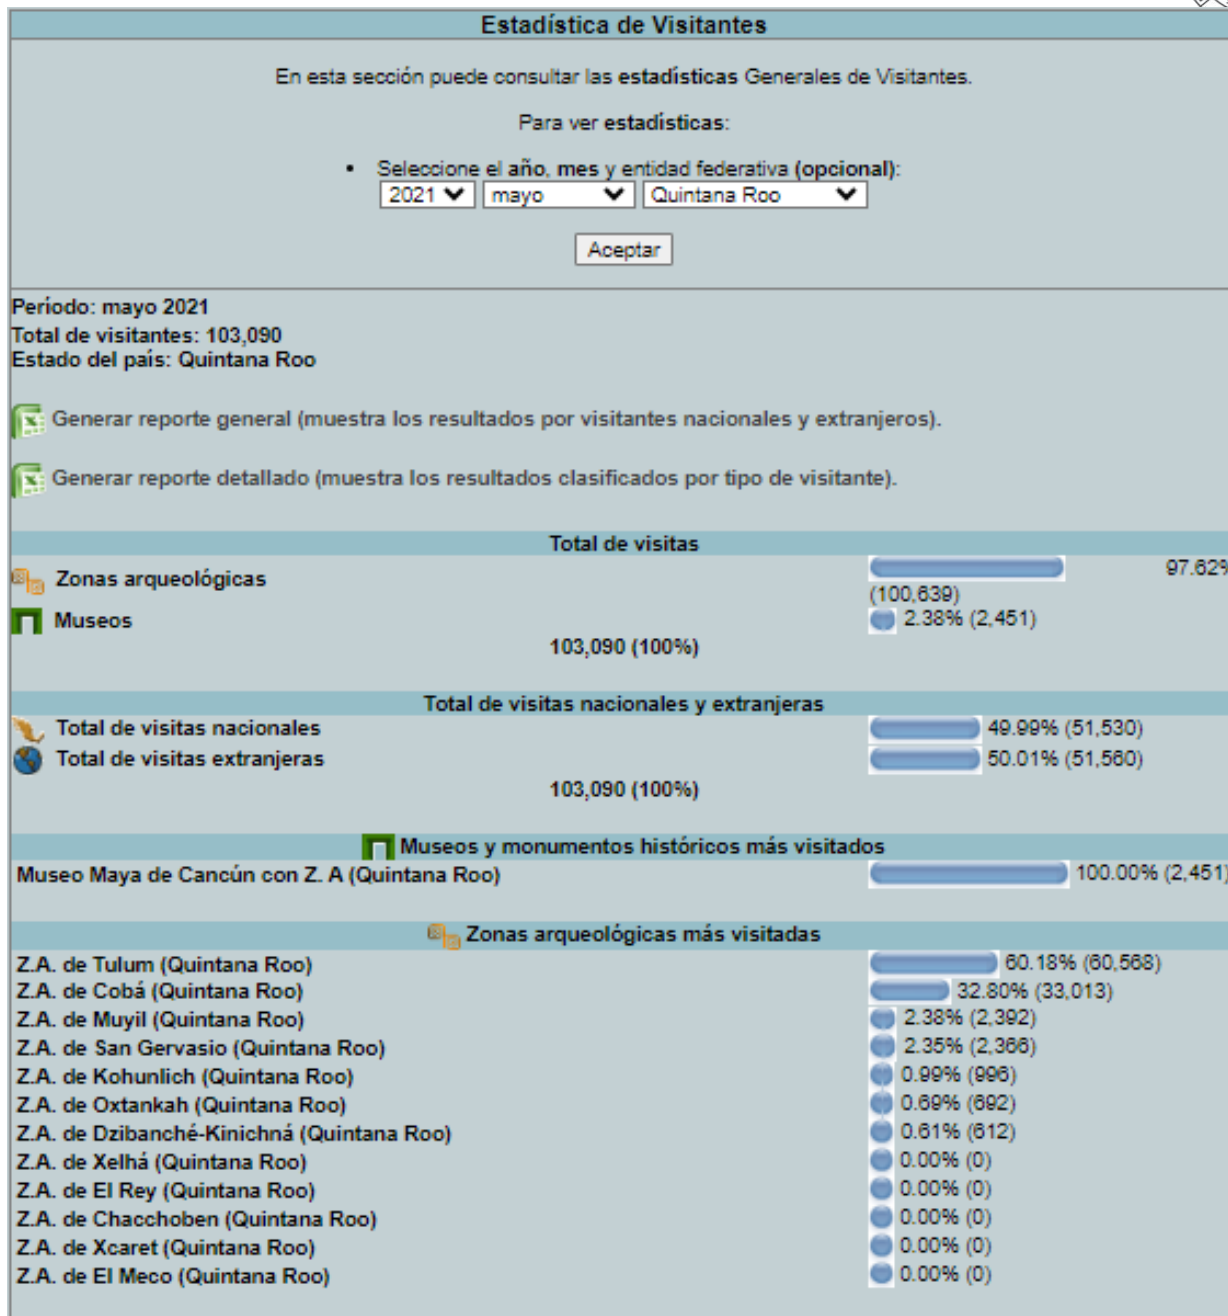 Estadística de Visitantes
En esta sección puede consultar las estadísticas Generales de Visitantes.
Para ver estadísticas:
• Seleccione el año, mes y entidad federativa (opcional):
2021 mayo Quintana Roo
Aceptar
Periodo: mayo 2021
Total de visitantes: 103,090
Estado del país: Quintana Roo
Generar reporte general (muestra los resultados por visitantes nacionales y extranjeros).
Generar reporte detallado (muestra los resultados clasificados por tipo de visitante).
Total de visitas
Zonas arqueológicas 97.62%
(100,639)
Museos 2.38% (2,451)
103,090 (100%)
Total de visitas nacionales y extranjeras
Total de visitas nacionales 49.99% (51,530)
Total de visitas extranjeras 50.01% (51,560)
103,090 (100%)
Museos y monumentos históricos más visitados
Museo Maya de Cancún con Z. A (Quintana Roo) 100.00% (2,451)
Zonas arqueológicas más visitadas
Z.A. de Tulum (Quintana Roo) 60.18% (60,568)
Z.A. de Cobá (Quintana Roo) 32.80% (33,013)
Z.A. de Muyil (Quintana Roo) 2.38% (2,392)
Z.A. de San Gervasio (Quintana Roo) 2.35% (2,366)
Z.A. de Kohunlich (Quintana Roo) 0.99% (996)
Z.A. de Oxtankah (Quintana Roo) 0.69% (692)
Z.A. de Dzibanché-Kinichná (Quintana Roo) 0.61% (612)
Z.A. de Xelhá (Quintana Roo) 0.00% (0)
Z.A. de El Rey (Quintana Roo) 0.00% (0)
Z.A. de Chacchoben (Quintana Roo) 0.00% (0)
Z.A. de Xcaret (Quintana Roo) 0.00% (0)
Z.A. de El Meco (Quintana Roo) 0.00% (0)